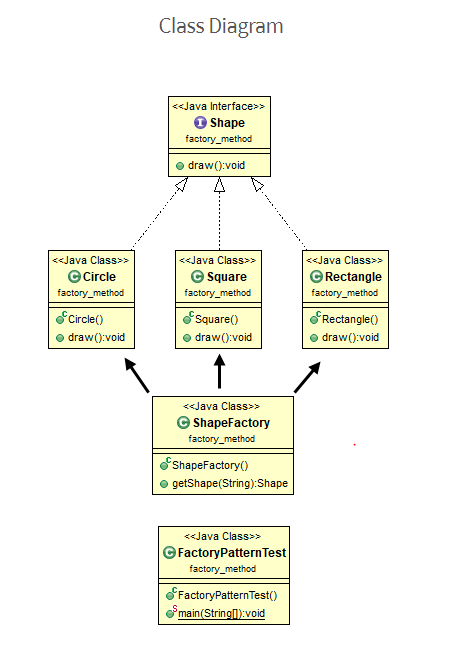 Class Diagram
<<Java Interface>>
I Shape
factory_method
draw():void
<<Java Class>>
C Circle
factory_method
C Circle()
draw():void
<<Java Class>>
C Square
factory_method
C Square()
draw():void
<<Java Class>>
C Rectangle
factory_method
C Rectangle()
draw():void
<<Java Class>>
C ShapeFactory
factory_method
C ShapeFactory()
getShape(String):Shape
<<Java Class>>
C FactoryPatternTest
factory_method
C FactoryPatternTest()
S main(String[]):void